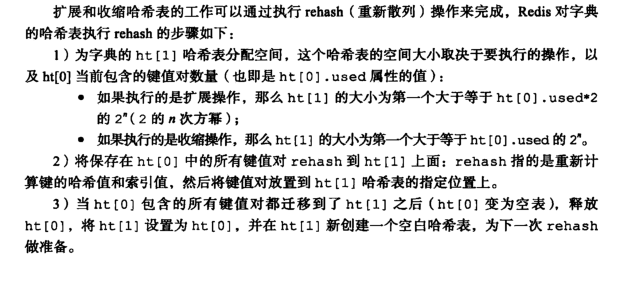 扩展和收缩哈希表的工作可以通过执行 rehash（重新散列）操作来完成，Redis 对字典
的哈希表执行 rehash 的步骤如下：
1）为字典的 ht[1] 哈希表分配空间，这个哈希表的空间大小取决于要执行的操作，以
及 ht[0] 当前包含的键值对数量（也即是 ht[0].used 属性的值）：
● 如果执行的是扩展操作，那么 ht[1] 的大小为第一个大于等于 ht[0].used*2
的 2ⁿ（2 的 n 次方幂）；
● 如果执行的是收缩操作，那么 ht[1] 的大小为第一个大于等于 ht[0].used 的 2ⁿ。
2）将保存在 ht[0] 中的所有键值对 rehash 到 ht[1] 上面：rehash 指的是重新计
算键的哈希值和索引值，然后将键值对放置到 ht[1] 哈希表的指定位置上。
3）当 ht[0] 包含的所有键值对都迁移到了 ht[1] 之后（ht[0] 变为空表），释放
ht[0]，将 ht[1] 设置为 ht[0]，并在 ht[1] 新创建一个空白哈希表，为下一次 rehash
做准备。